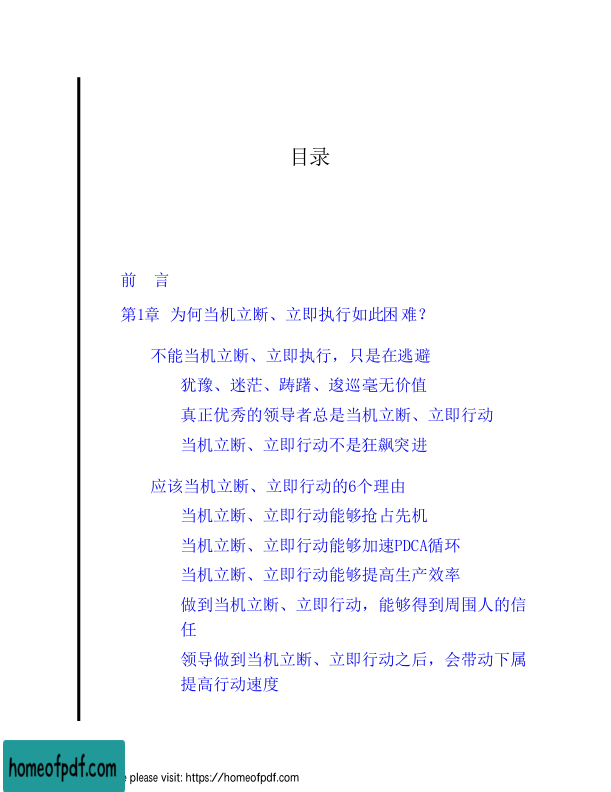 目录
前 言
第1章 为何当机立断、立即执行如此困难？
不能当机立断、立即执行，只是在逃避
犹豫、迷茫、踌躇、逡巡毫无价值
真正优秀的领导者总是当机立断、立即行动
当机立断、立即行动不是狂飙突进
应该当机立断、立即行动的6个理由
当机立断、立即行动能够抢占先机
当机立断、立即行动能够加速PDCA循环
当机立断、立即行动能够提高生产效率
做到当机立断、立即行动，能够得到周围人的信
任
领导做到当机立断、立即行动之后，会带动下属
提高行动速度
homeofpdf.com
please visit: https://homeofpdf.com